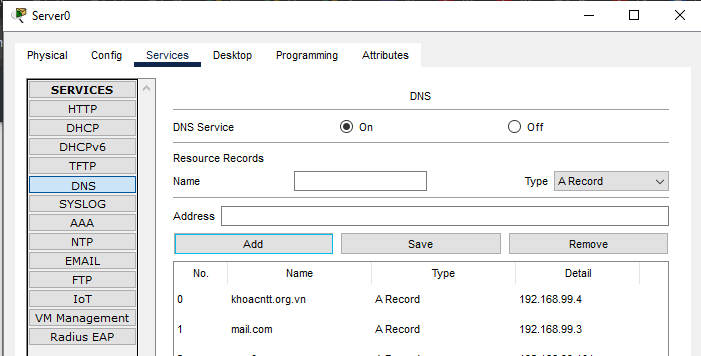 Server0
Physical Config Services Desktop Programming Attributes
SERVICES
HTTP
DHCP
DHCPv6
TFTP
DNS
SYSLOG
AAA
NTP
EMAIL
FTP
IoT
VM Management
Radius EAP
DNS
DNS Service On Off
Resource Records
Name Type A Record
Address
Add Save Remove
No. Name Type Detail
0 khoacntt.org.vn A Record 192.168.99.4
1 mail.com A Record 192.168.99.3